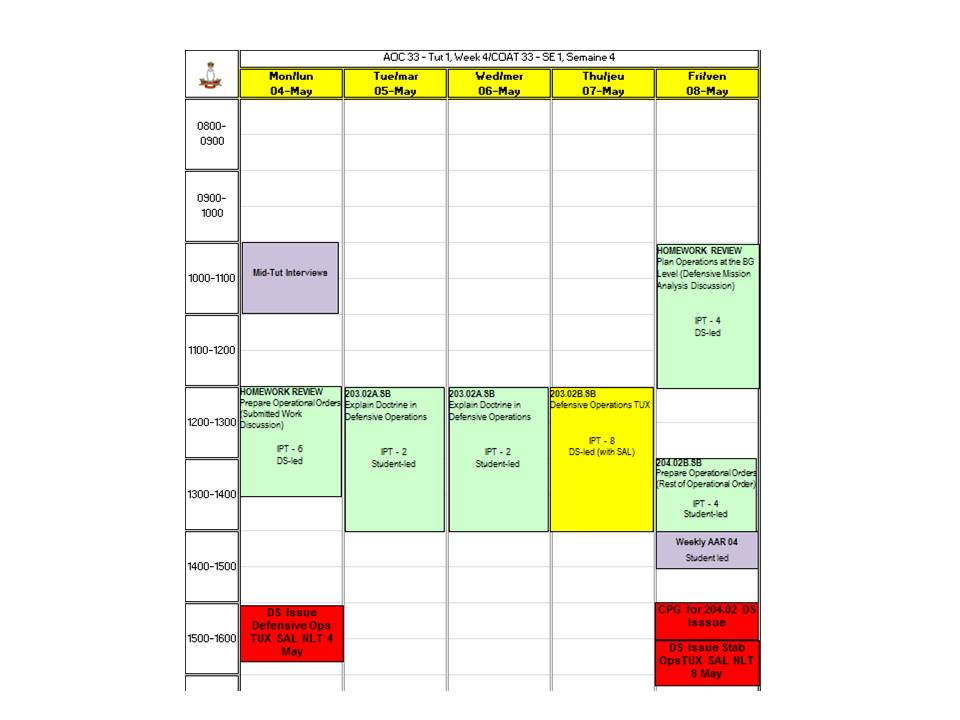 AOC 33 - Tut 1, Week 4/COAT 33 - SE 1, Semaine 4
Mon/lun
04-May
Tue/mar
05-May
Wed/mer
06-May
Thu/jeu
07-May
Fri/ven
08-May
0800-
0900
0900-
1000
1000-1100
Mid-Tut Interviews
HOMEWORK REVIEW
Plan Operations at the BG
Level (Defensive Mission
Analysis Discussion)
IPT - 4
DS-led
1100-1200
1200-1300
HOMEWORK REVIEW
Prepare Operational Orders
(Submitted Work
Discussion)
IPT - 6
DS-led
203.02A.SB
Explain Doctrine in
Defensive Operations
IPT - 2
Student-led
203.02A.SB
Explain Doctrine in
Defensive Operations
IPT - 2
Student-led
203.02B.SB
Defensive Operations TUX
IPT - 8
DS-led (with SAL)
1300-1400
204.02B.SB
Prepare Operational Orders
(Rest of Operational Order)
IPT - 4
Student-led
1400-1500
Weekly AAR 04
Student led
1500-1600
DS Issue
Defensive Ops
TUX SAL NLT 4
May
CPG for 204.02 DS
Isssue
DS Issue Stab
OpsTUX SAL NLT
8 May